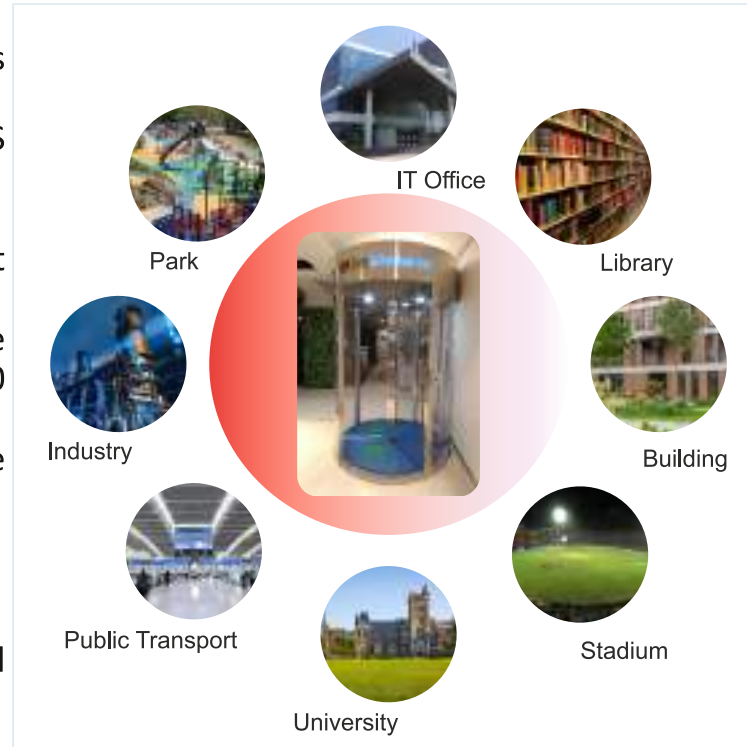 s
s
IT Office
Park
Library
t
e
)
Industry
Building
e
Public Transport
Stadium
l
University